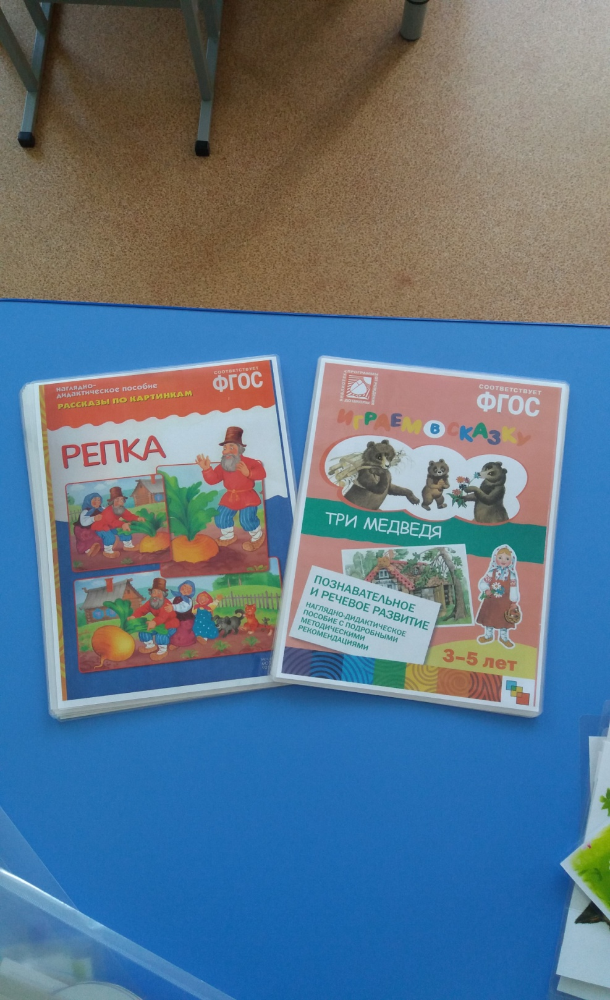 НАГЛЯДНО-
ДИДАКТИЧЕСКОЕ ПОСОБИЕ
РАССКАЗЫ ПО КАРТИНКАМ
СООТВЕТСТВУЕТ
ФГОС
РЕПКА
БИБЛИОТЕКА
ПРОГРАММЫ
ОТ РОЖДЕНИЯ
ДО ШКОЛЫ
СООТВЕТСТВУЕТ
ФГОС
ИГРАЕМ В СКАЗКУ
ТРИ МЕДВЕДЯ
ПОЗНАВАТЕЛЬНОЕ
И РЕЧЕВОЕ РАЗВИТИЕ
НАГЛЯДНО-ДИДАКТИЧЕСКОЕ
ПОСОБИЕ С ПОДРОБНЫМИ
МЕТОДИЧЕСКИМИ
РЕКОМЕНДАЦИЯМИ
3–5 лет